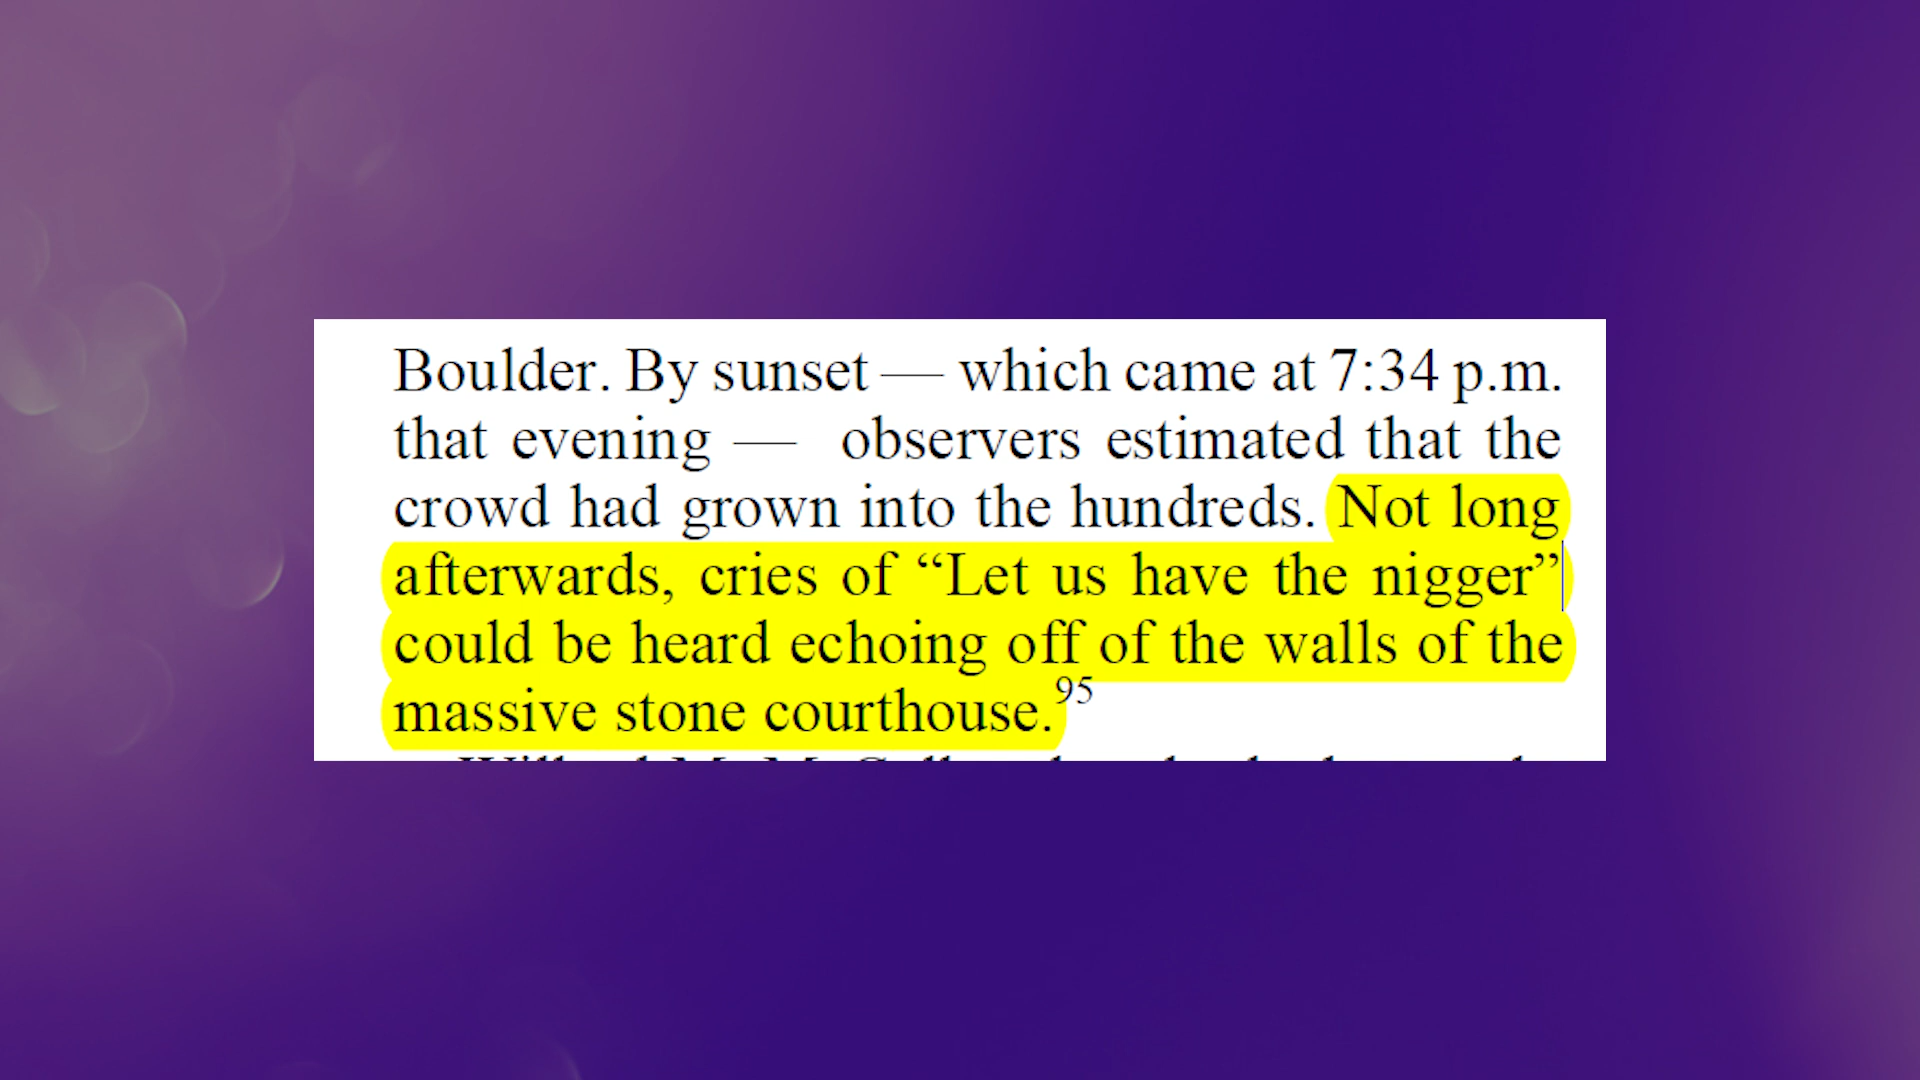 Boulder. By sunset — which came at 7:34 p.m.
that evening — observers estimated that the
crowd had grown into the hundreds. Not long
afterwards, cries of “Let us have the nigger”
could be heard echoing off of the walls of the
massive stone courthouse.95